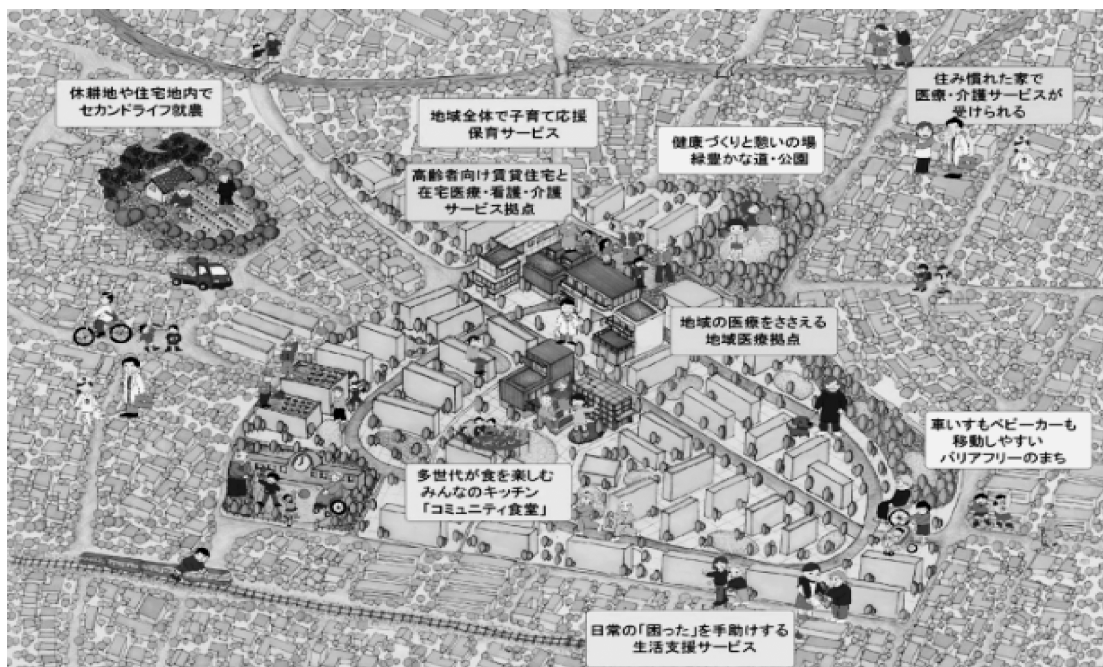 休耕地や住宅地内で
セカンドライフ就農
地域全体で子育て応援
保育サービス
住み慣れた家で
医療・介護サービスが
受けられる
健康づくりと憩いの場
緑豊かな道・公園
高齢者向け賃貸住宅と
在宅医療・看護・介護
サービス拠点
地域の医療をささえる
地域医療拠点
車いすもベビーカーも
移動しやすい
バリアフリーのまち
多世代が食を楽しむ
みんなのキッチン
「コミュニティ食堂」
日常の「困った」を手助けする
生活支援サービス